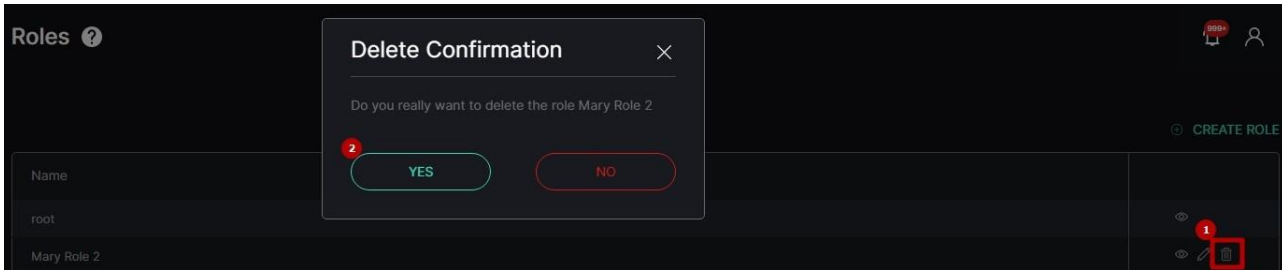 Roles ?
999+
Delete Confirmation
Do you really want to delete the role Mary Role 2
CREATE ROLE
2
YES
NO
Name
root
1
Mary Role 2